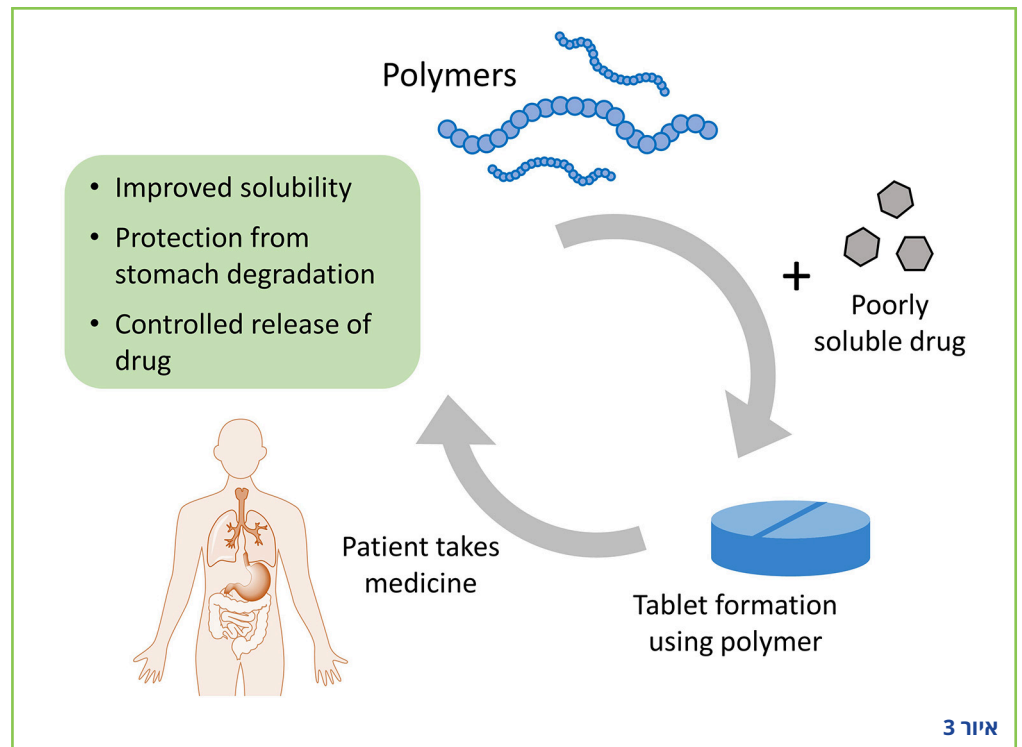 Polymers
• Improved solubility
• Protection from
stomach degradation
• Controlled release of
drug
+
Poorly
soluble drug
Patient takes
medicine
Tablet formation
using polymer
איור 3